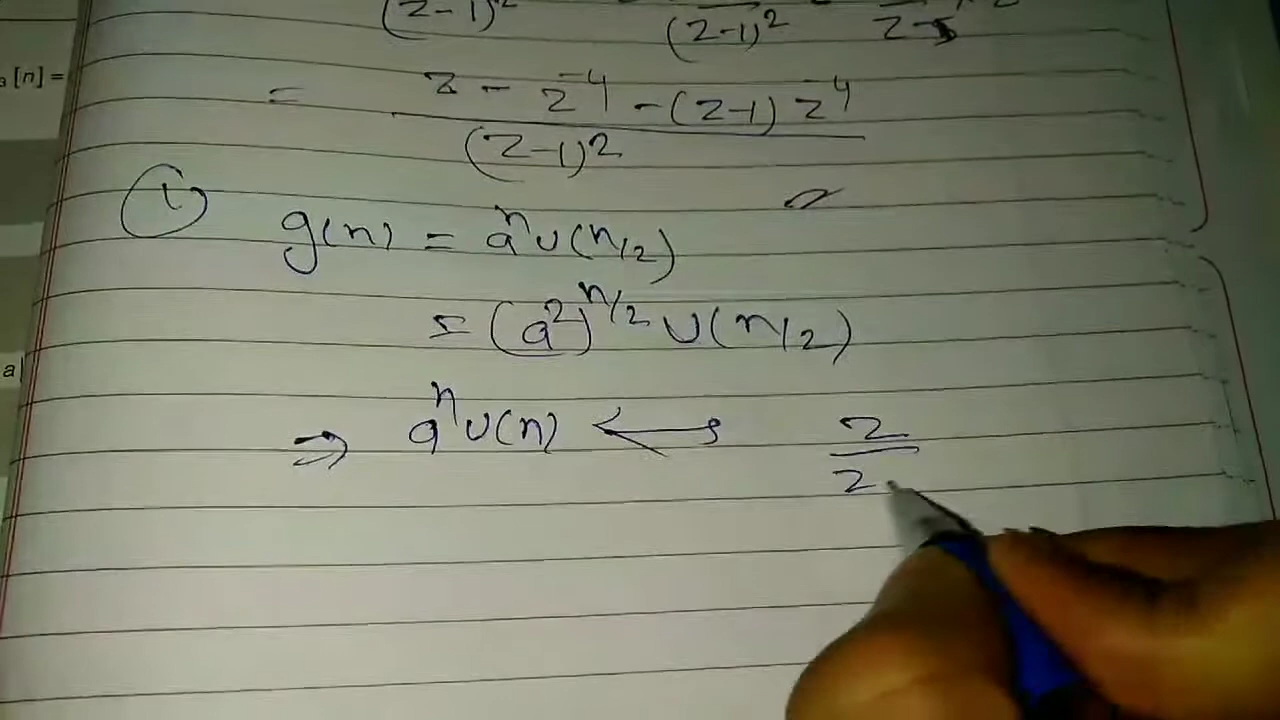 (z-1)² (z-1)² z-1
a[n] =
= z - z⁻⁴ - (z-1) z⁻⁴
(z-1)²
(i) g(n) = aⁿ u(n/2)
= (a²)^n/2 u(n/2)
a
⇒ aⁿ u(n) ↔ z
z